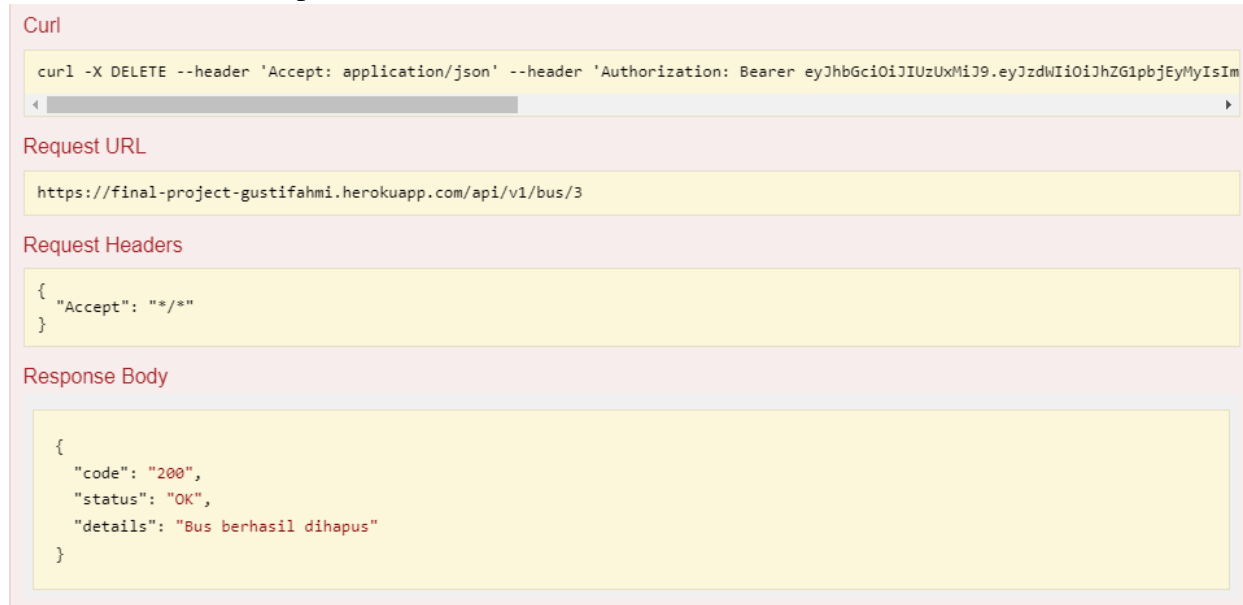 Curl
curl -X DELETE --header 'Accept: application/json' --header 'Authorization: Bearer eyJhbGciOiJIUzUxMiJ9.eyJzdWIiOiJhZG1pbjEyMyIsIm
Request URL
https://final-project-gustifahmi.herokuapp.com/api/v1/bus/3
Request Headers
{
"Accept": "*/*"
}
Response Body
{
"code": "200",
"status": "OK",
"details": "Bus berhasil dihapus"
}